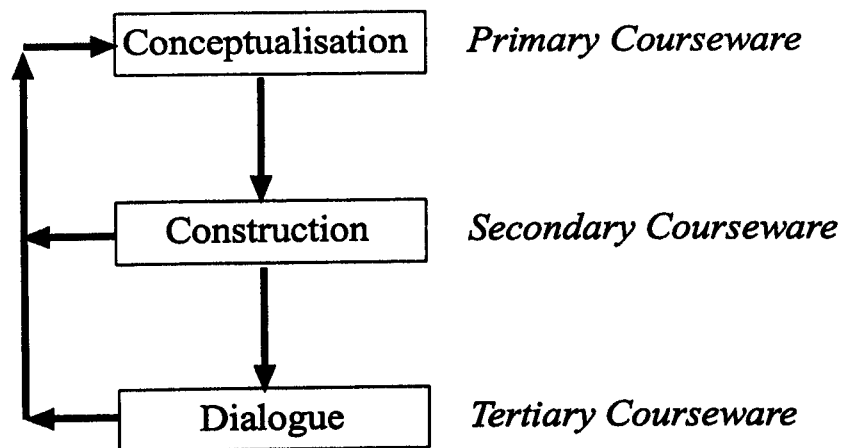 Conceptualisation Primary Courseware
Construction Secondary Courseware
Dialogue Tertiary Courseware